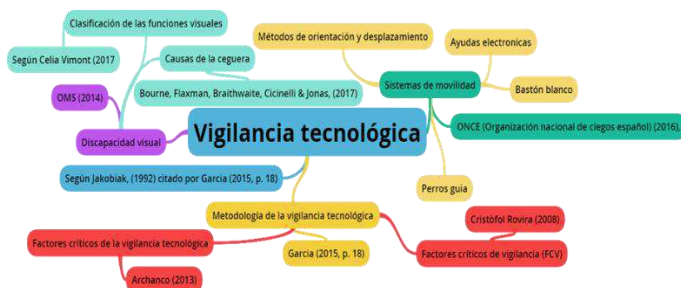 Clasificación de las funciones visuales
Según Celia Vimont (2017
Causas de la ceguera
Bourne, Flaxman, Braithwaite, Cicinelli & Jonas, (2017)
OMS (2014)
Discapacidad visual
Vigilancia tecnológica
Según Jakobiak, (1992) citado por Garcia (2015, p. 18)
Métodos de orientación y desplazamiento
Ayudas electronicas
Sistemas de movilidad
Bastón blanco
ONCE (Organización nacional de ciegos español) (2016),
Perros guía
Metodología de la vigilancia tecnológica
Cristòfol Rovira (2008)
Factores críticos de la vigilancia tecnológica
Garcia (2015, p. 18)
Factores críticos de vigilancia (FCV)
Archanco (2013)